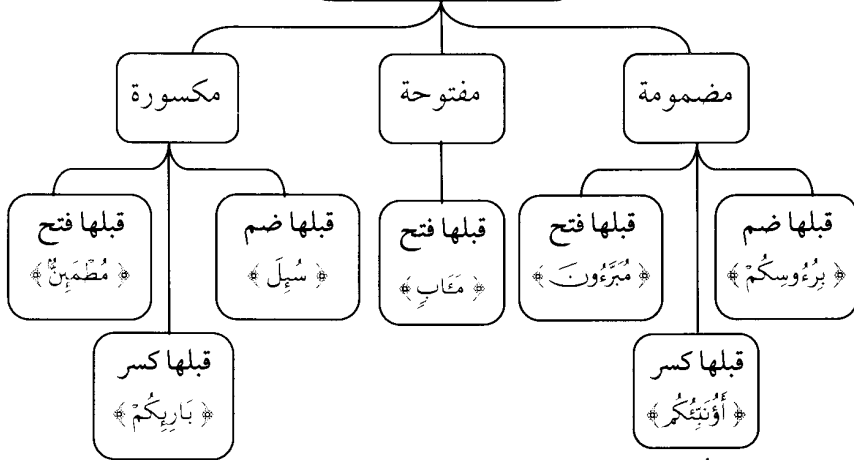 مضمومة
مفتوحة
مكسورة
قبلها ضم
﴿بِرُءُوسِكُمْ﴾
قبلها فتح
﴿مُبَرَّءُونَ﴾
قبلها فتح
﴿مَـَٔابٍ﴾
قبلها ضم
﴿سُئِلَ﴾
قبلها فتح
﴿مُطْمَئِنٌّ﴾
قبلها كسر
﴿أَؤُنَبِّئُكُم﴾
قبلها كسر
﴿بَارِئِكُمْ﴾